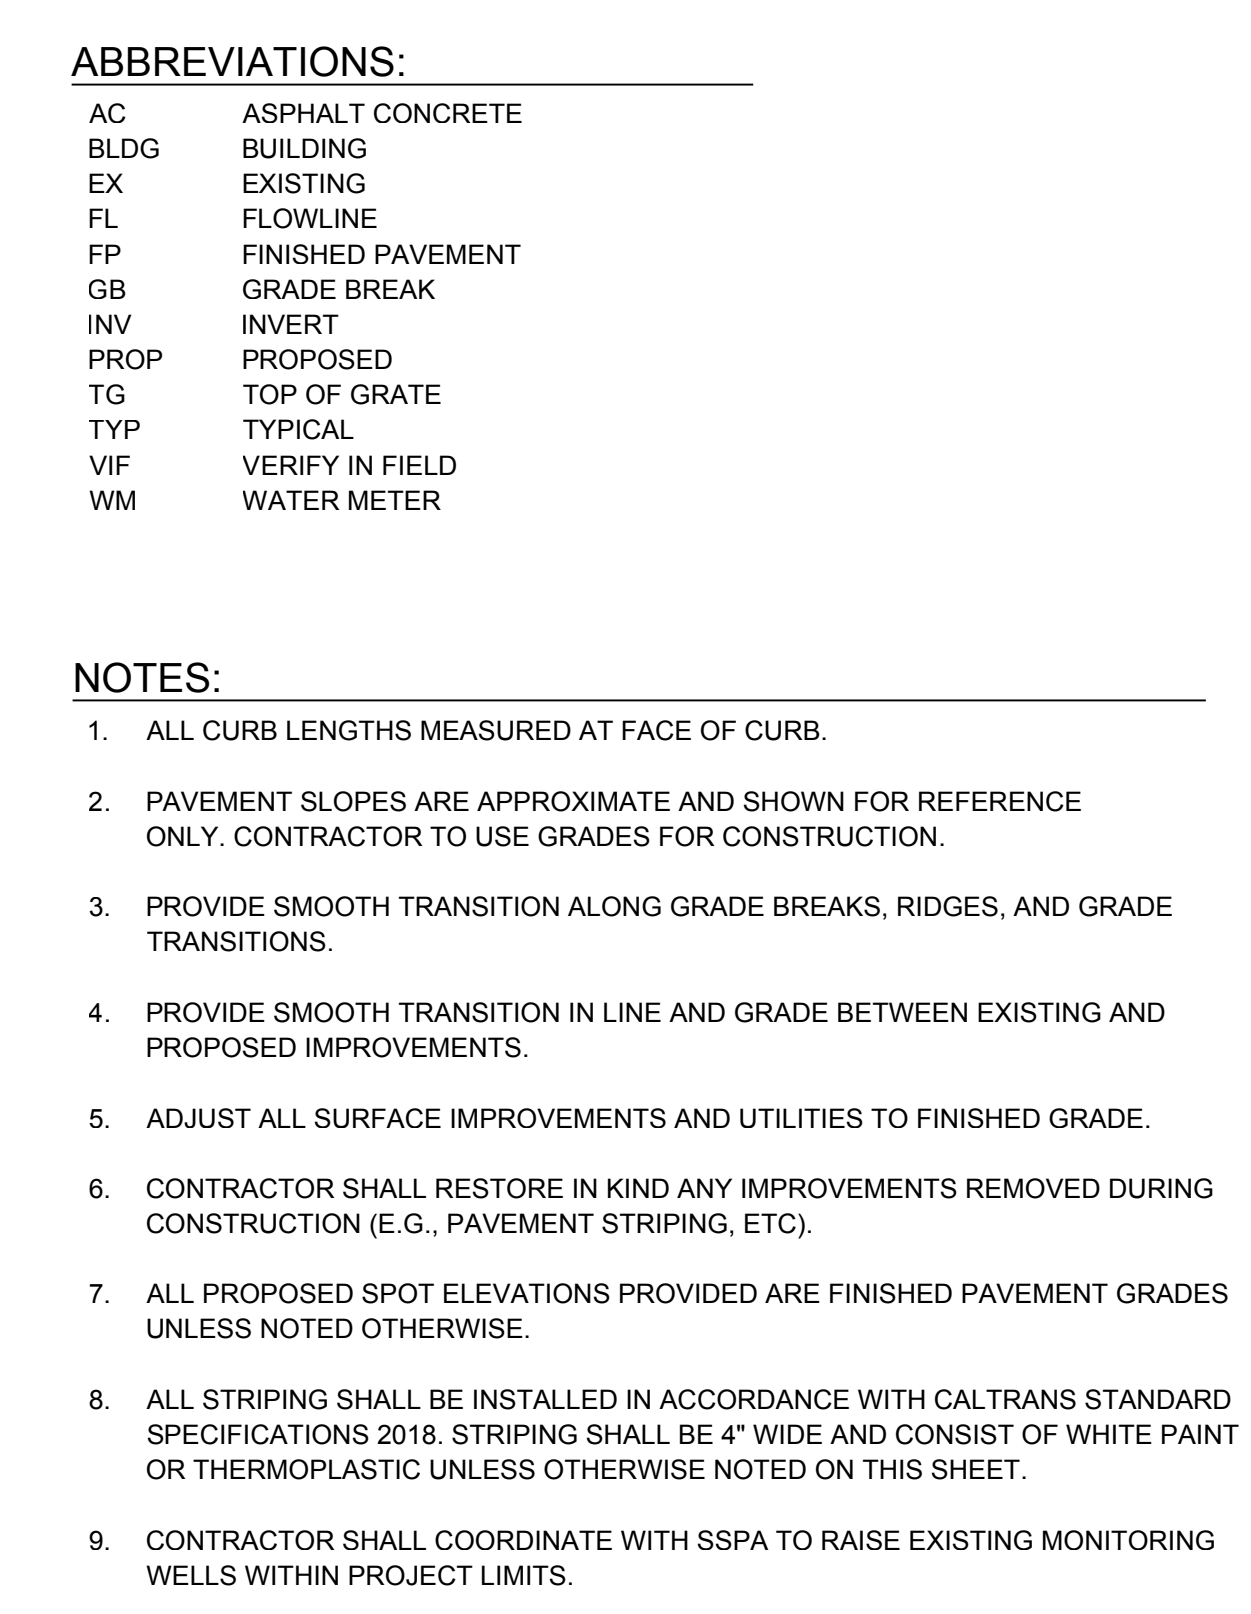 ABBREVIATIONS:
AC ASPHALT CONCRETE
BLDG BUILDING
EX EXISTING
FL FLOWLINE
FP FINISHED PAVEMENT
GB GRADE BREAK
INV INVERT
PROP PROPOSED
TG TOP OF GRATE
TYP TYPICAL
VIF VERIFY IN FIELD
WM WATER METER
NOTES:
1. ALL CURB LENGTHS MEASURED AT FACE OF CURB.
2. PAVEMENT SLOPES ARE APPROXIMATE AND SHOWN FOR REFERENCE
ONLY. CONTRACTOR TO USE GRADES FOR CONSTRUCTION.
3. PROVIDE SMOOTH TRANSITION ALONG GRADE BREAKS, RIDGES, AND GRADE
TRANSITIONS.
4. PROVIDE SMOOTH TRANSITION IN LINE AND GRADE BETWEEN EXISTING AND
PROPOSED IMPROVEMENTS.
5. ADJUST ALL SURFACE IMPROVEMENTS AND UTILITIES TO FINISHED GRADE.
6. CONTRACTOR SHALL RESTORE IN KIND ANY IMPROVEMENTS REMOVED DURING
CONSTRUCTION (E.G., PAVEMENT STRIPING, ETC).
7. ALL PROPOSED SPOT ELEVATIONS PROVIDED ARE FINISHED PAVEMENT GRADES
UNLESS NOTED OTHERWISE.
8. ALL STRIPING SHALL BE INSTALLED IN ACCORDANCE WITH CALTRANS STANDARD
SPECIFICATIONS 2018. STRIPING SHALL BE 4" WIDE AND CONSIST OF WHITE PAINT
OR THERMOPLASTIC UNLESS OTHERWISE NOTED ON THIS SHEET.
9. CONTRACTOR SHALL COORDINATE WITH SSPA TO RAISE EXISTING MONITORING
WELLS WITHIN PROJECT LIMITS.